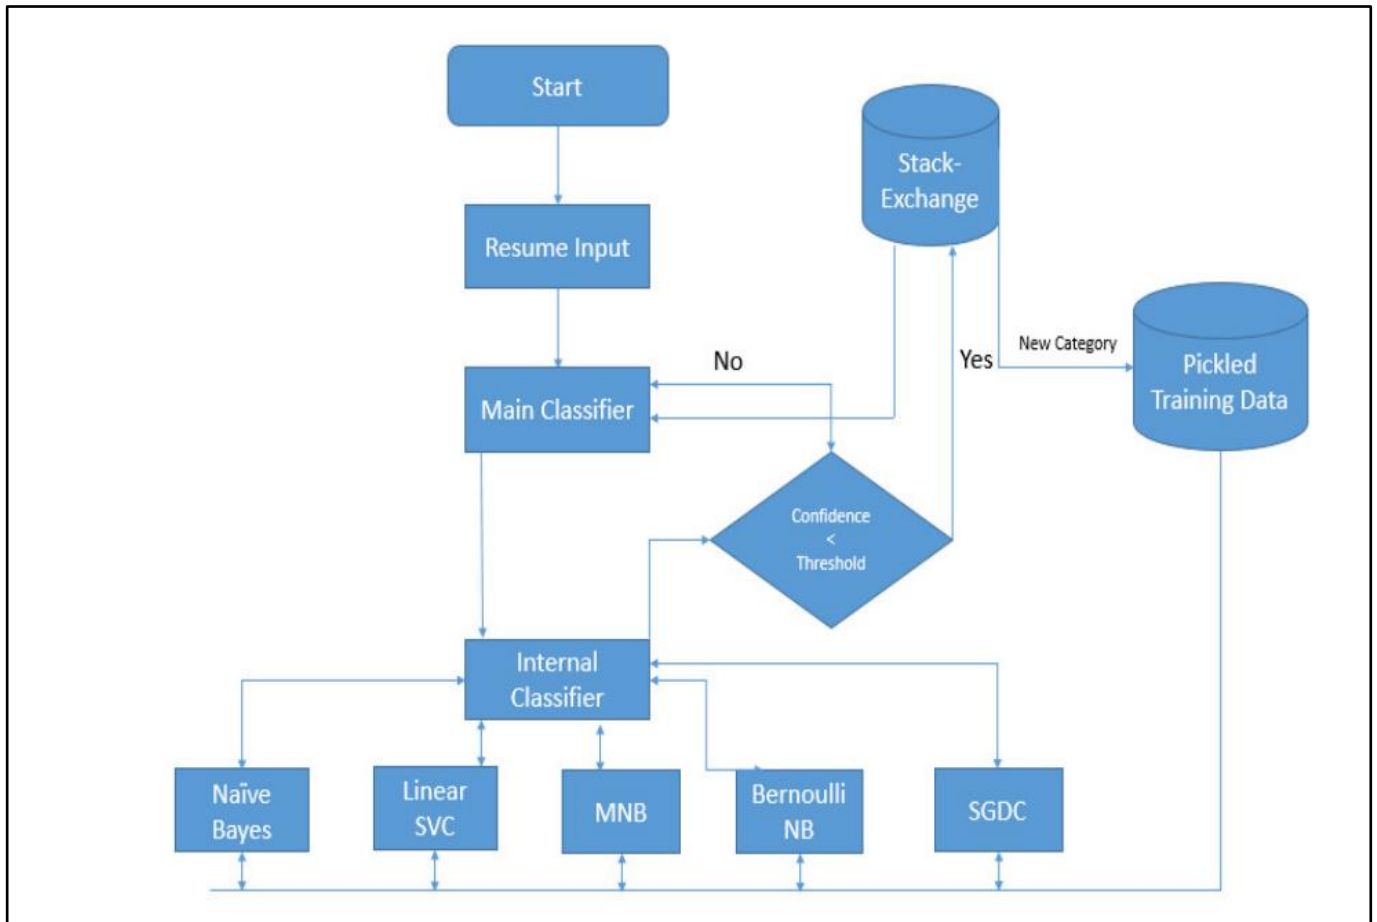 Start
Stack-
Exchange
Resume Input
No
Yes
New Category
Pickled
Training Data
Main Classifier
Confidence
<
Threshold
Internal
Classifier
Naïve
Bayes
Linear
SVC
MNB
Bernoulli
NB
SGDC